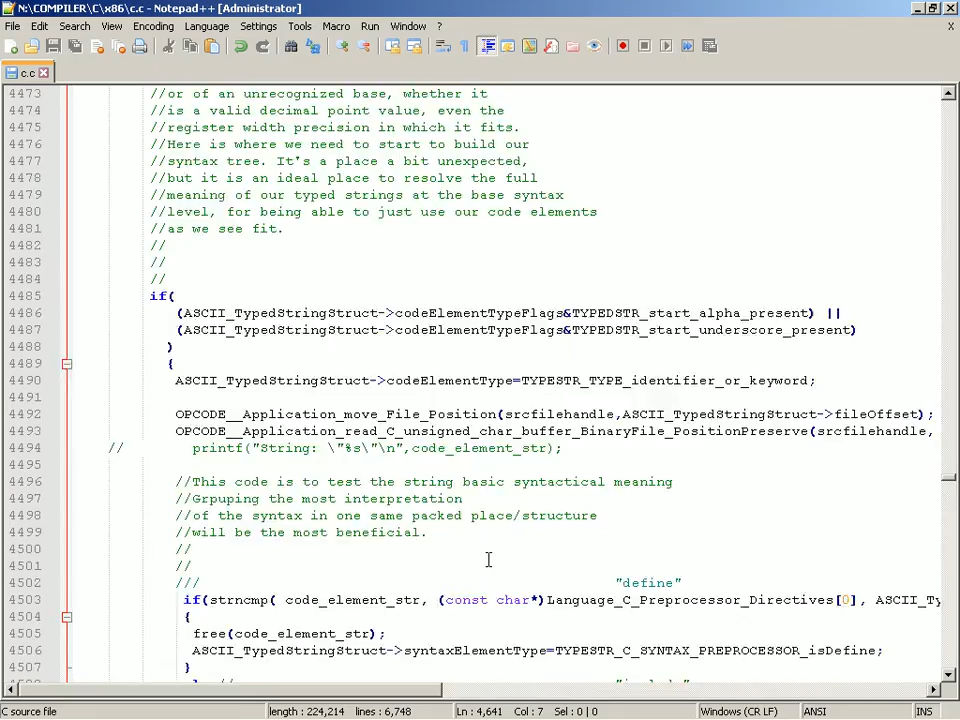 N:\COMPILER\C\x86\c.c - Notepad++ [Administrator]
File Edit Search View Encoding Language Settings Tools Macro Run Window ? X
c.c
4473 //or of an unrecognized base, whether it
4474 //is a valid decimal point value, even the
4475 //register width precision in which it fits.
4476 //Here is where we need to start to build our
4477 //syntax tree. It's a place a bit unexpected,
4478 //but it is an ideal place to resolve the full
4479 //meaning of our typed strings at the base syntax
4480 //level, for being able to just use our code elements
4481 //as we see fit.
4482 //
4483 //
4484 //
4485 if(
4486 (ASCII_TypedStringStruct->codeElementTypeFlags&TYPEDSTR_start_alpha_present) ||
4487 (ASCII_TypedStringStruct->codeElementTypeFlags&TYPEDSTR_start_underscore_present)
4488 )
4489 {
4490 ASCII_TypedStringStruct->codeElementType=TYPESTR_TYPE_identifier_or_keyword;
4491
4492 OPCODE__Application_move_File_Position(srcfilehandle,ASCII_TypedStringStruct->fileOffset);
4493 OPCODE__Application_read_C_unsigned_char_buffer_BinaryFile_PositionPreserve(srcfilehandle,
4494 // printf("String: \"%s\"\n",code_element_str);
4495
4496 //This code is to test the string basic syntactical meaning
4497 //Grpuping the most interpretation
4498 //of the syntax in one same packed place/structure
4499 //will be the most beneficial.
4500 //
4501 //
4502 /// "define"
4503 if(strncmp( code_element_str, (const char*)Language_C_Preprocessor_Directives[0], ASCII_Ty
4504 {
4505 free(code_element_str);
4506 ASCII_TypedStringStruct->syntaxElementType=TYPESTR_C_SYNTAX_PREPROCESSOR_isDefine;
4507 }
C source file length : 224,214 lines : 6,748 Ln : 4,641 Col : 7 Sel : 0 | 0 Windows (CR LF) ANSI INS